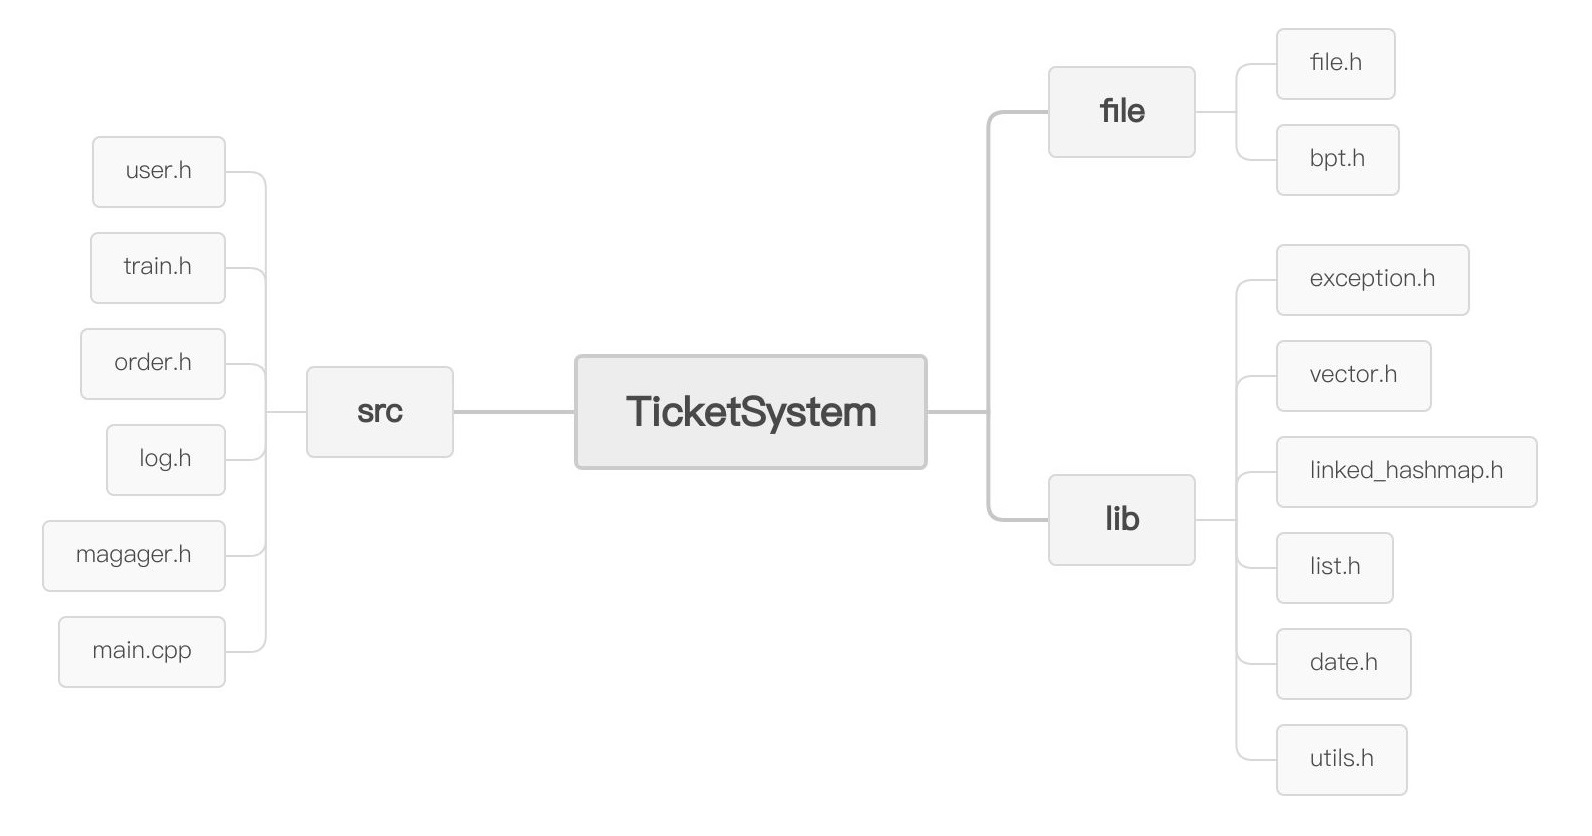 TicketSystem
src
user.h
train.h
order.h
log.h
magager.h
main.cpp
file
file.h
bpt.h
lib
exception.h
vector.h
linked_hashmap.h
list.h
date.h
utils.h